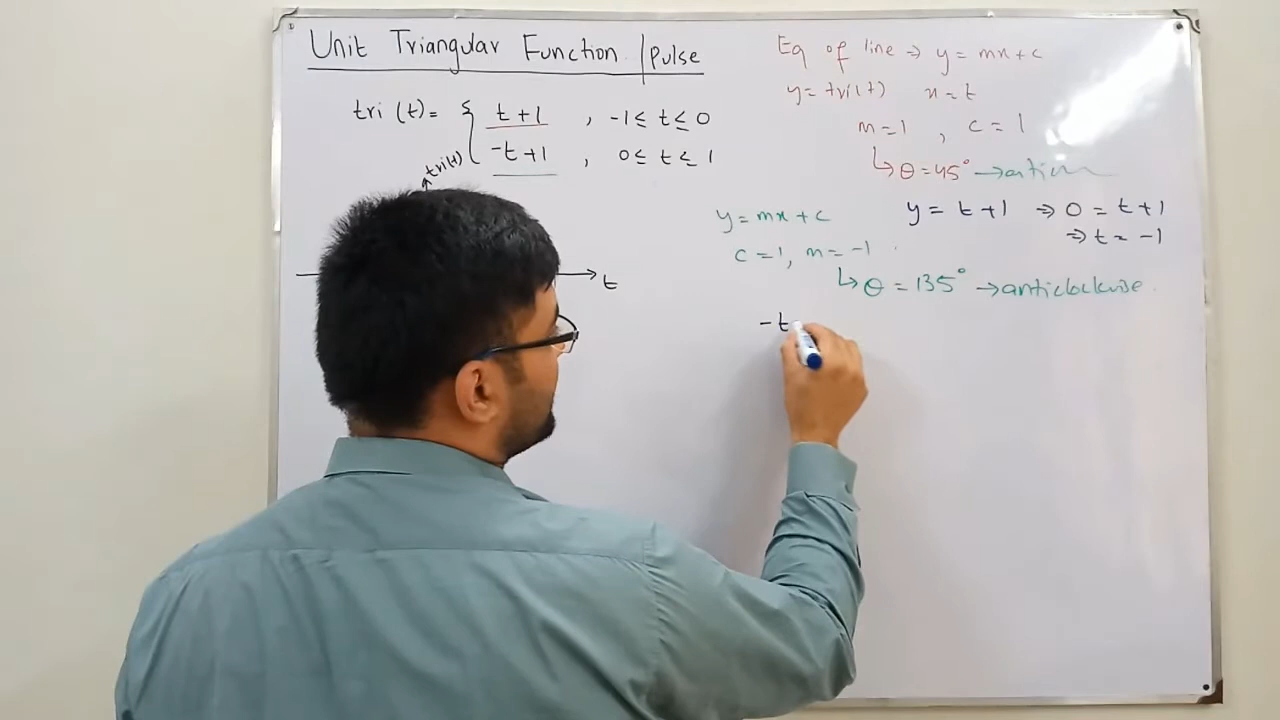 Unit Triangular Function / Pulse
tri (t) = { t+1 , -1 ≤ t ≤ 0
-t+1 , 0 ≤ t ≤ 1
tri(t)
t
Eq of line ⇒ y = mx + c
y = tri(t) x = t
m = 1 , c = 1
↳ θ = 45° →
y = t + 1 ⇒ 0 = t + 1
⇒ t = -1
y = mx + c
c = 1, m = -1
↳ θ = 135° → anticlockwise.
-t